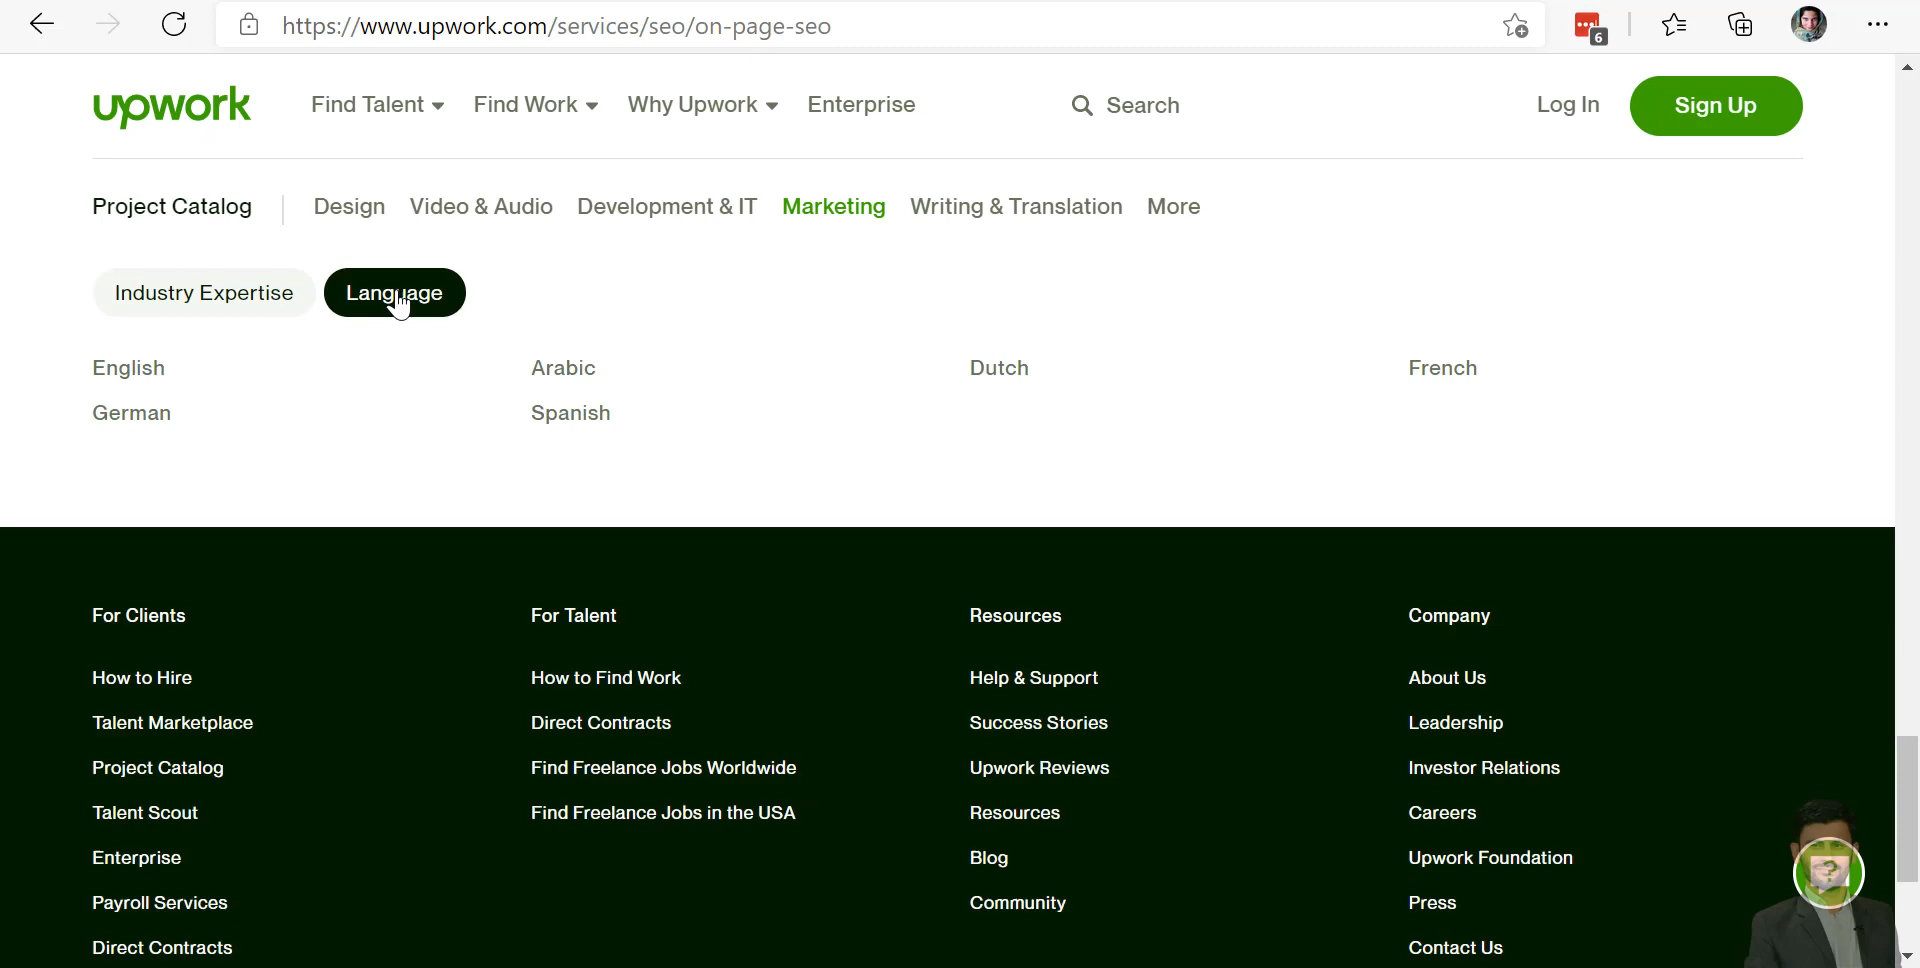 https://www.upwork.com/services/seo/on-page-seo
6
upwork Find Talent Find Work Why Upwork Enterprise Search Log In Sign Up
Project Catalog Design Video & Audio Development & IT Marketing Writing & Translation More
Industry Expertise Language
English Arabic Dutch French
German Spanish
For Clients For Talent Resources Company
How to Hire How to Find Work Help & Support About Us
Talent Marketplace Direct Contracts Success Stories Leadership
Project Catalog Find Freelance Jobs Worldwide Upwork Reviews Investor Relations
Talent Scout Find Freelance Jobs in the USA Resources Careers
Enterprise Blog Upwork Foundation
?
Payroll Services Community Press
Direct Contracts Contact Us